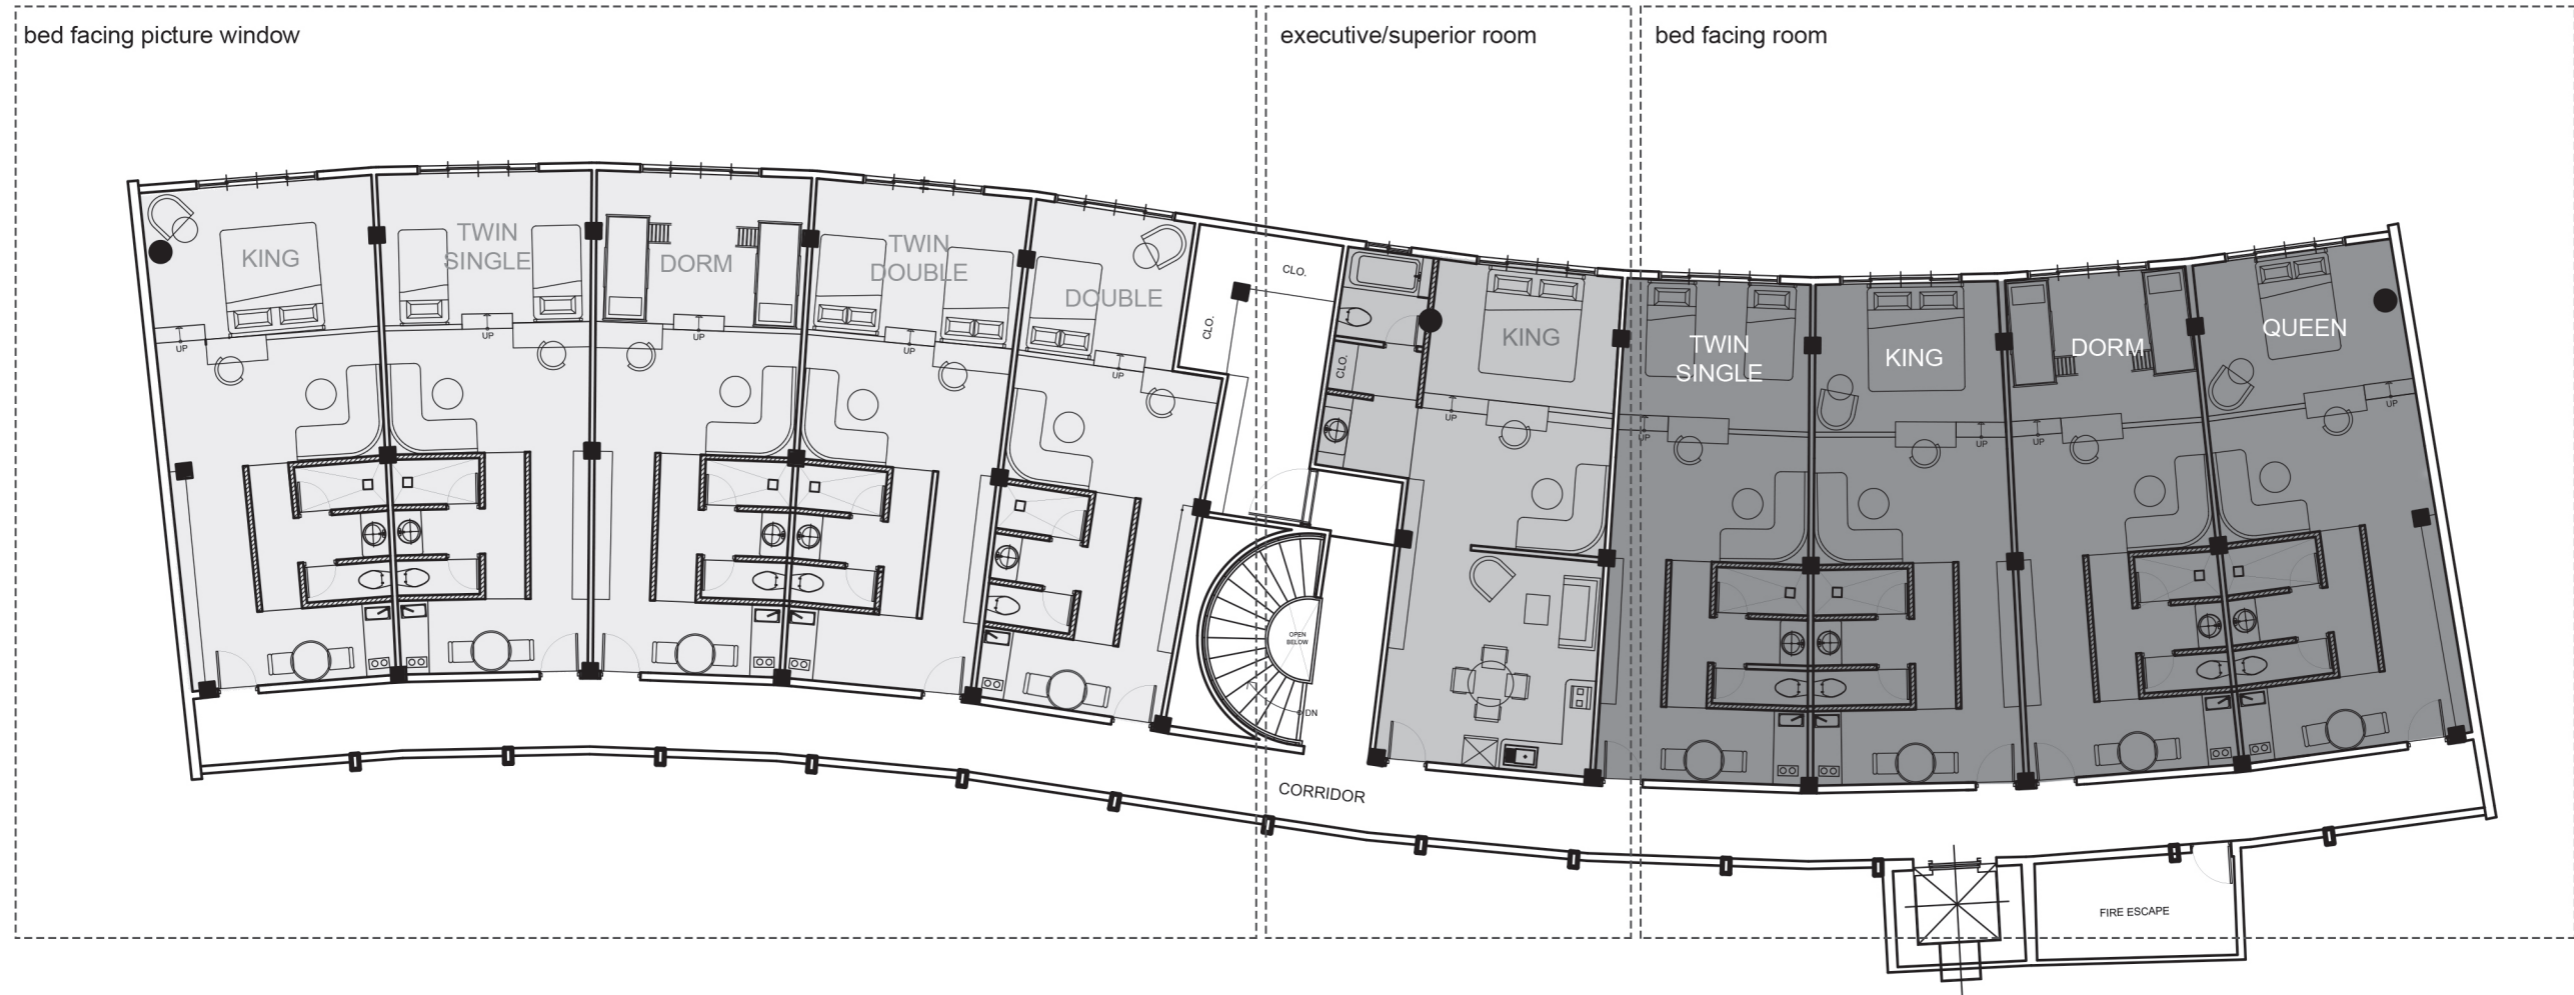 bed facing picture window
executive/superior room
bed facing room
KING
TWIN
SINGLE
DORM
TWIN
DOUBLE
DOUBLE
CLO.
CLO.
CLO.
KING
TWIN
SINGLE
KING
DORM
QUEEN
UP
UP
UP
UP
UP
UP
UP
UP
UP
UP
OPEN
BELOW
DN
CORRIDOR
FIRE ESCAPE